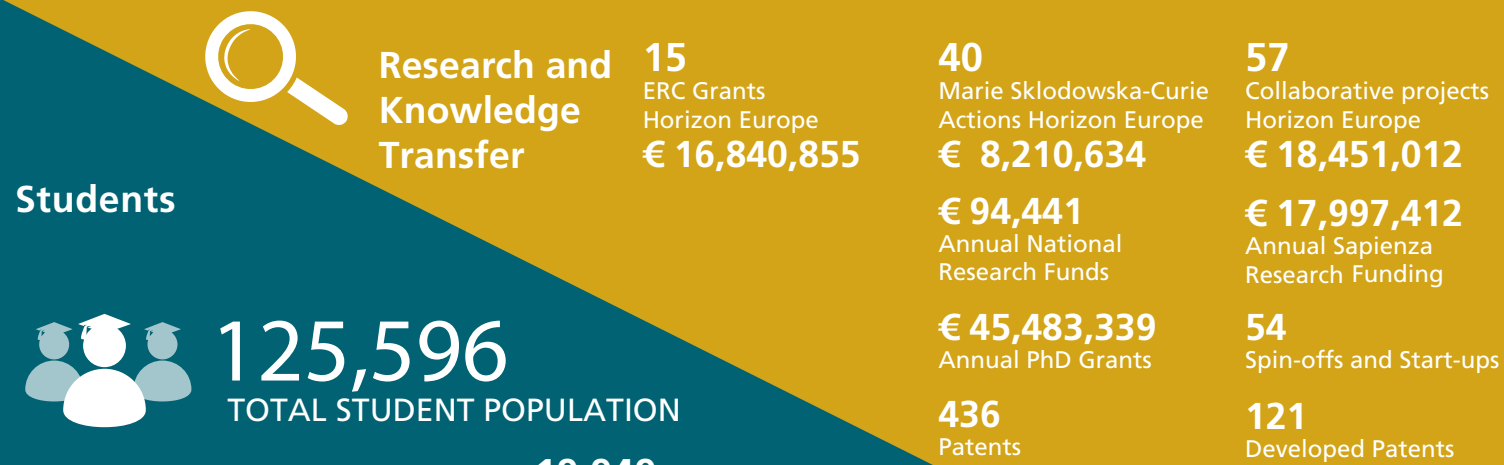 Research and
Knowledge
Transfer
15
ERC Grants
Horizon Europe
€ 16,840,855
40
Marie Sklodowska-Curie
Actions Horizon Europe
€ 8,210,634
57
Collaborative projects
Horizon Europe
€ 18,451,012
€ 94,441
Annual National
Research Funds
€ 17,997,412
Annual Sapienza
Research Funding
€ 45,483,339
Annual PhD Grants
54
Spin-offs and Start-ups
436
Patents
121
Developed Patents
Students
125,596
TOTAL STUDENT POPULATION